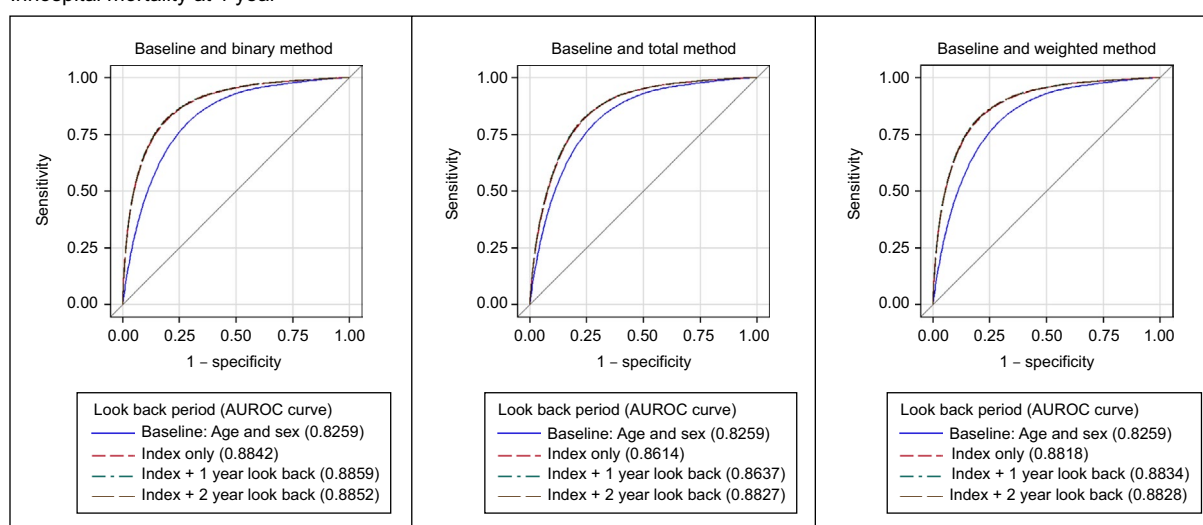 Baseline and binary method
1.00
0.75
0.50
0.25
0.00
Sensitivity
0.00 0.25 0.50 0.75 1.00
1 − specificity
Look back period (AUROC curve)
Baseline: Age and sex (0.8259)
Index only (0.8842)
Index + 1 year look back (0.8859)
Index + 2 year look back (0.8852)
Baseline and total method
1.00
0.75
0.50
0.25
0.00
Sensitivity
0.00 0.25 0.50 0.75 1.00
1 − specificity
Look back period (AUROC curve)
Baseline: Age and sex (0.8259)
Index only (0.8614)
Index + 1 year look back (0.8637)
Index + 2 year look back (0.8827)
Baseline and weighted method
1.00
0.75
0.50
0.25
0.00
Sensitivity
0.00 0.25 0.50 0.75 1.00
1 − specificity
Look back period (AUROC curve)
Baseline: Age and sex (0.8259)
Index only (0.8818)
Index + 1 year look back (0.8834)
Index + 2 year look back (0.8828)